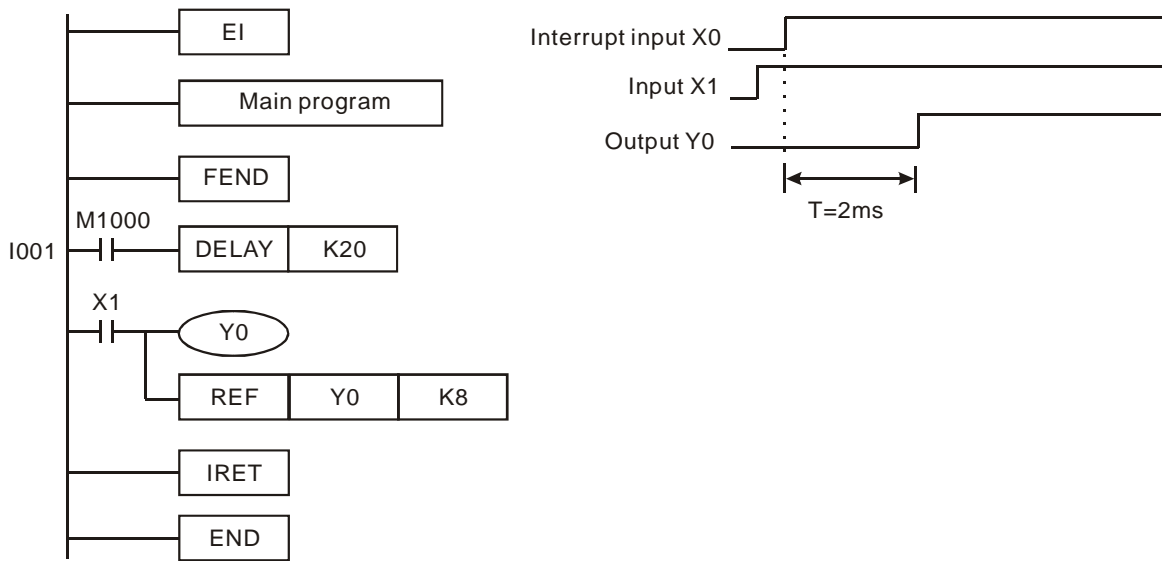 EI
Main program
FEND
M1000
I001
DELAY K20
X1
Y0
REF Y0 K8
IRET
END
Interrupt input X0
Input X1
Output Y0
T=2ms